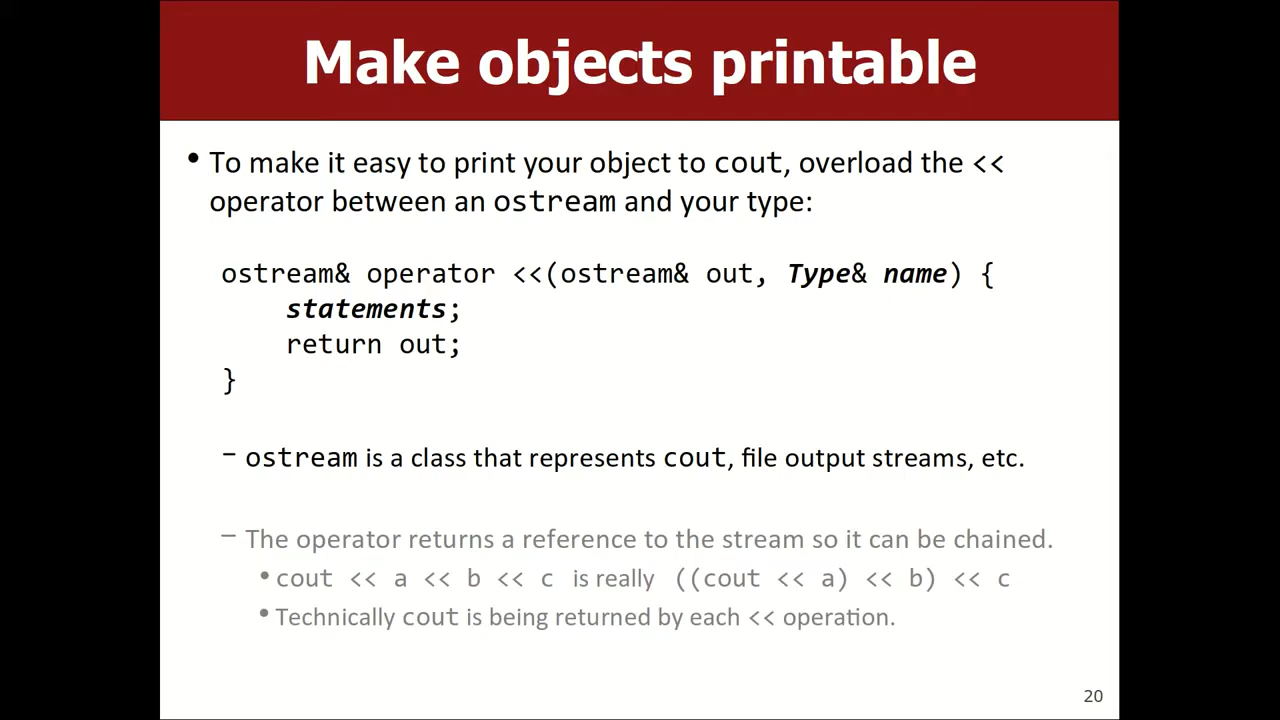 Make objects printable
• To make it easy to print your object to cout, overload the <<
operator between an ostream and your type:
ostream& operator <<(ostream& out, Type& name) {
    statements;
    return out;
}
– ostream is a class that represents cout, file output streams, etc.
– The operator returns a reference to the stream so it can be chained.
• cout << a << b << c is really ((cout << a) << b) << c
• Technically cout is being returned by each << operation.
20